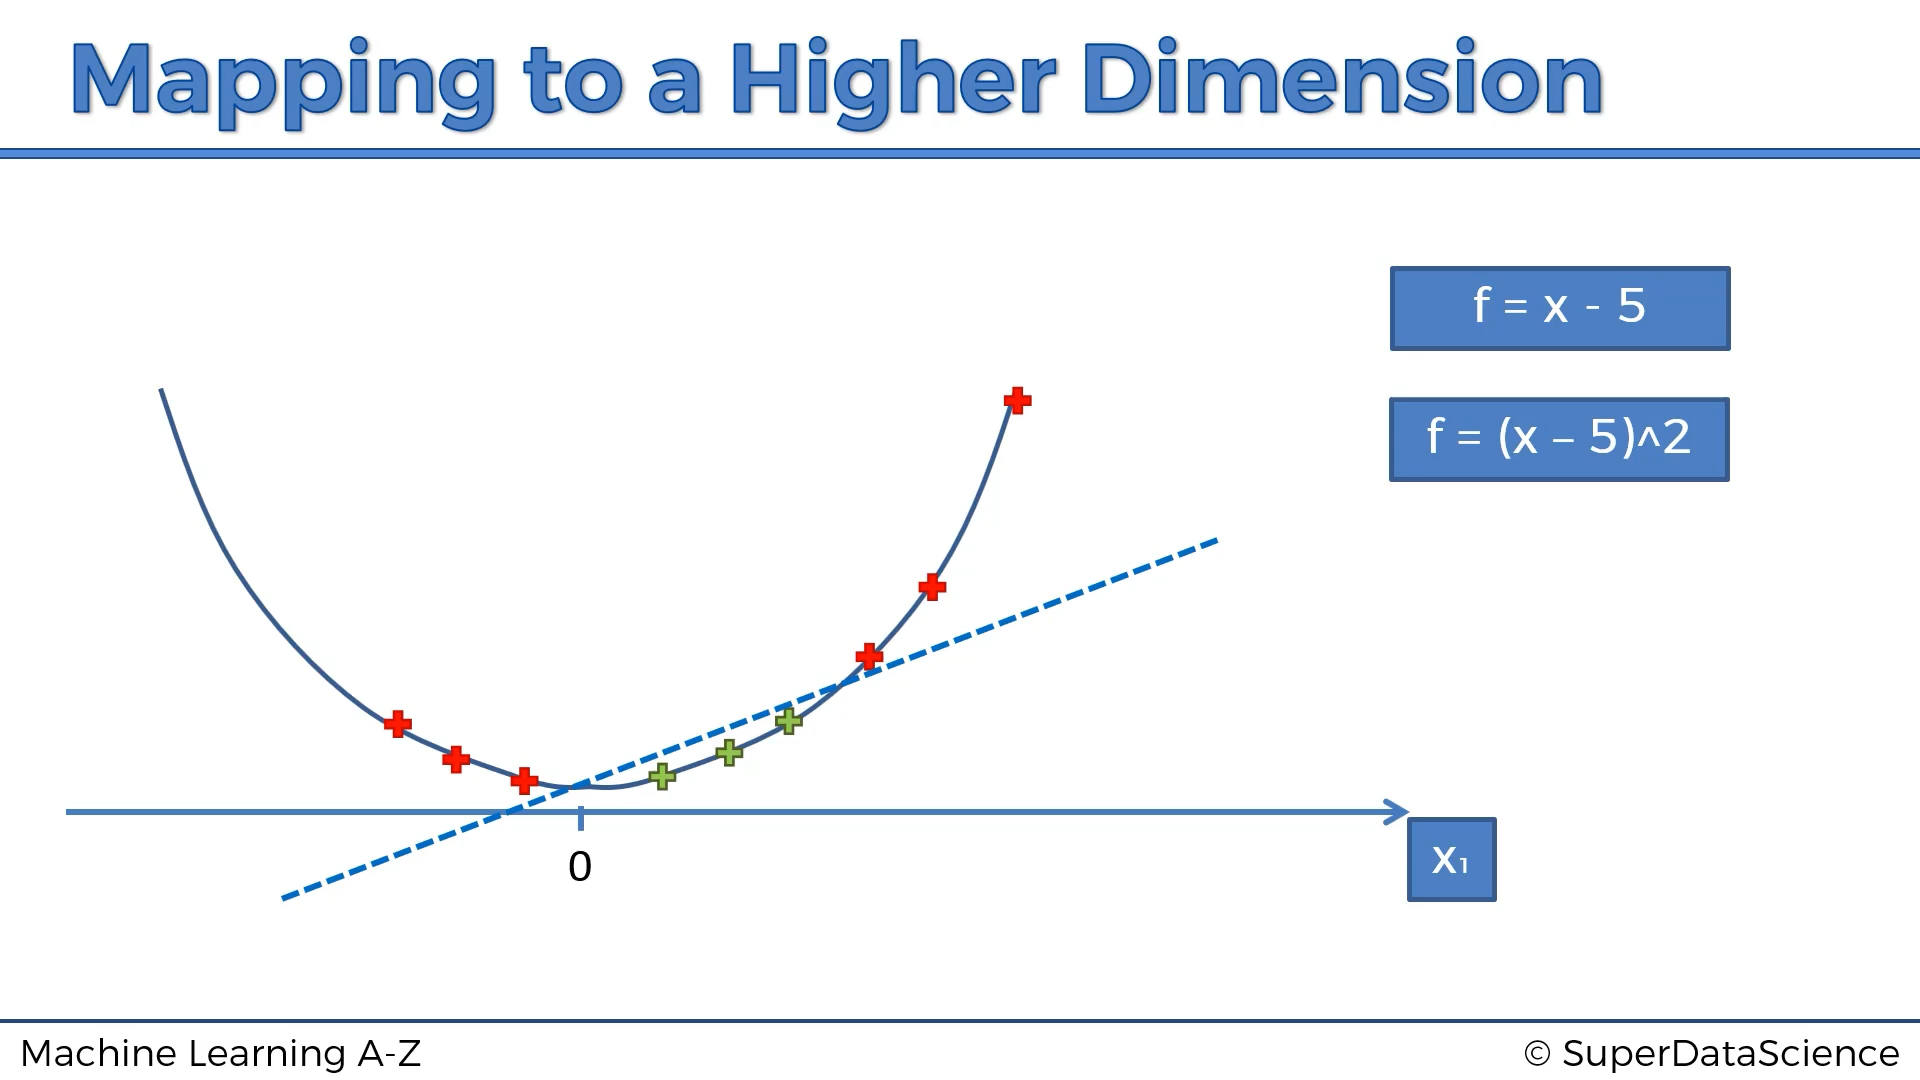 Mapping to a Higher Dimension
f = x - 5
f = (x – 5)^2
0
x₁
Machine Learning A-Z
© SuperDataScience